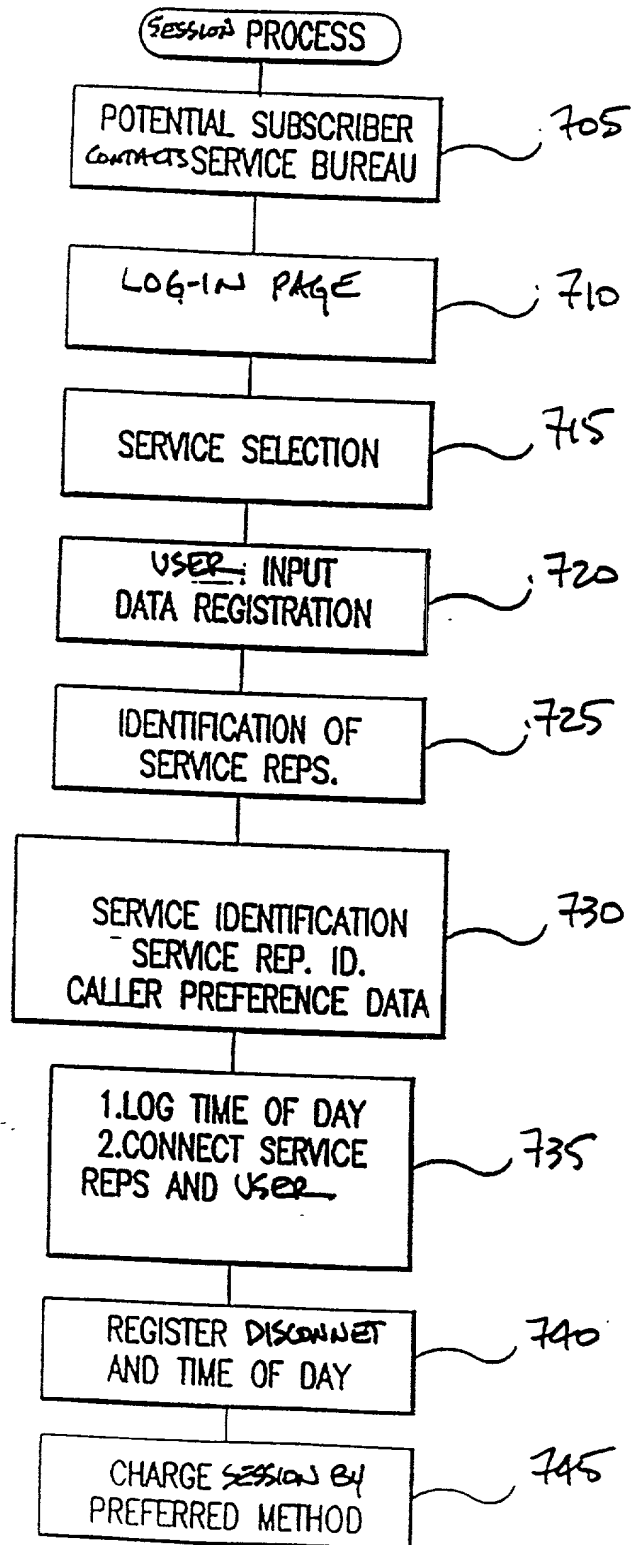 SESSION PROCESS
POTENTIAL SUBSCRIBER
CONTACTS SERVICE BUREAU
705
LOG-IN PAGE
710
SERVICE SELECTION
715
USER INPUT
DATA REGISTRATION
720
IDENTIFICATION OF
SERVICE REPS.
725
SERVICE IDENTIFICATION
SERVICE REP. ID.
CALLER PREFERENCE DATA
730
1.LOG TIME OF DAY
2.CONNECT SERVICE
REPS AND USER
735
REGISTER DISCONNET
AND TIME OF DAY
740
CHARGE SESSION BY
PREFERRED METHOD
745